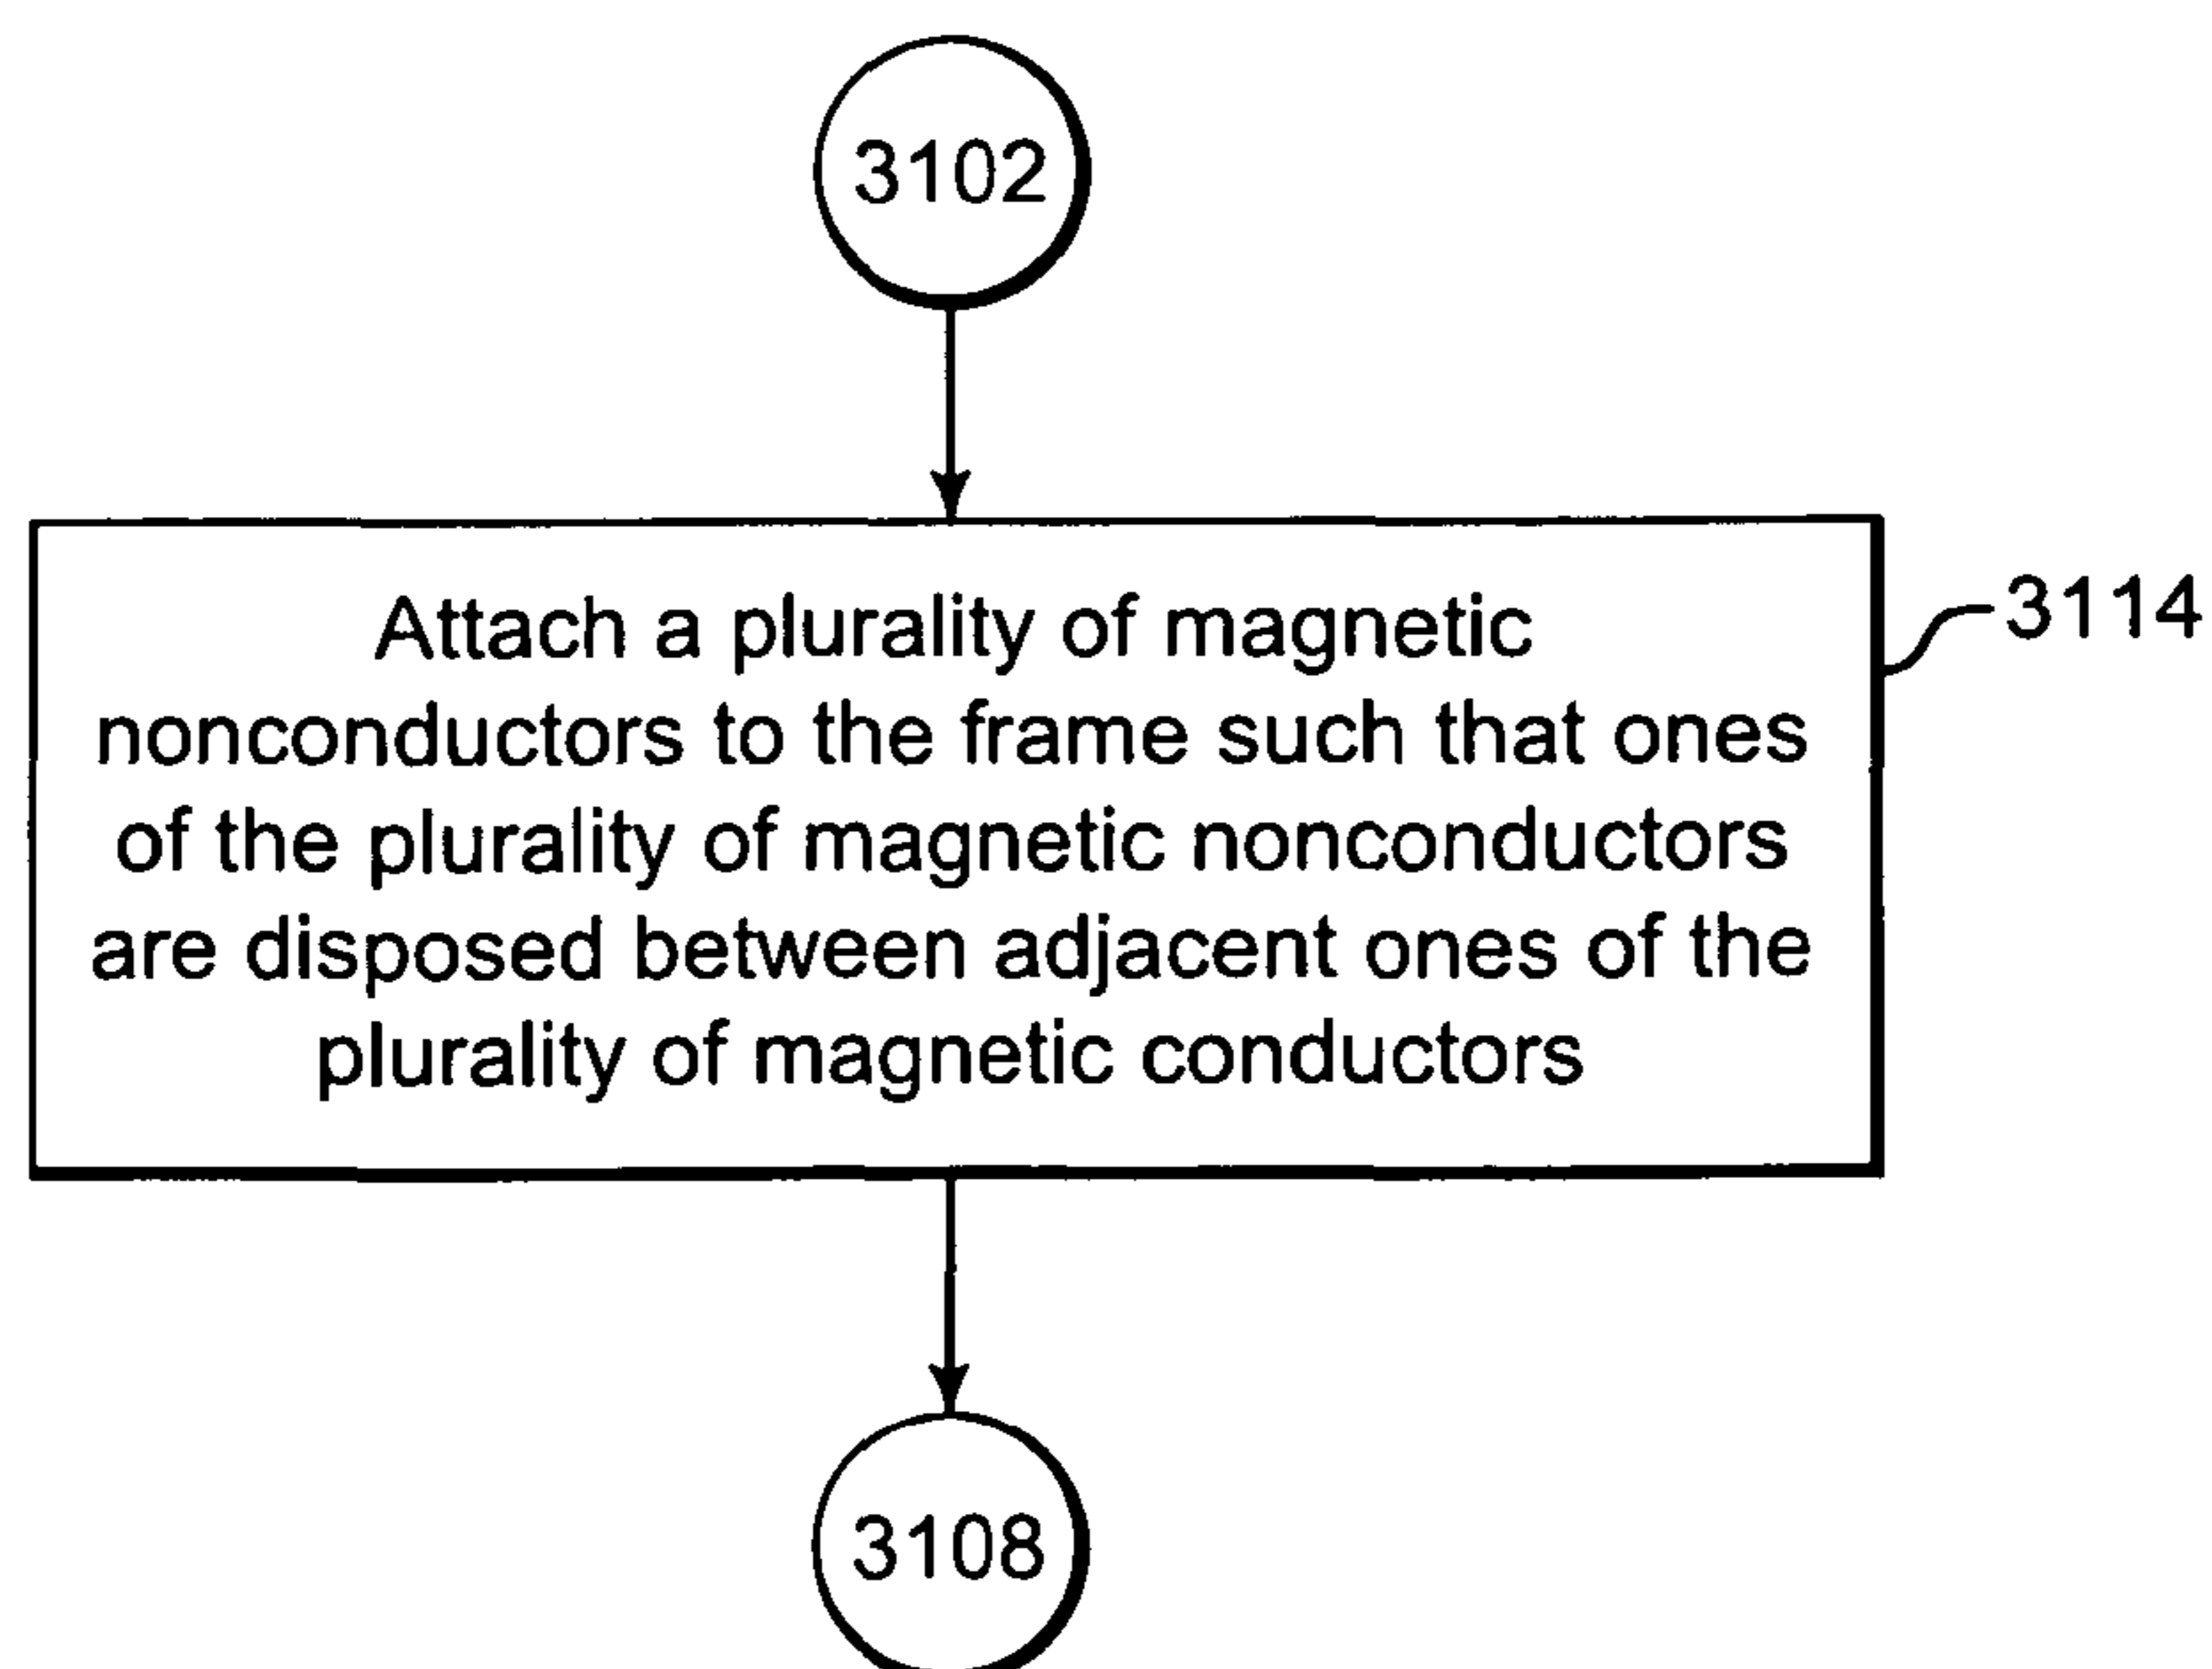 3102
Attach a plurality of magnetic
nonconductors to the frame such that ones
of the plurality of magnetic nonconductors
are disposed between adjacent ones of the
plurality of magnetic conductors
3114
3108